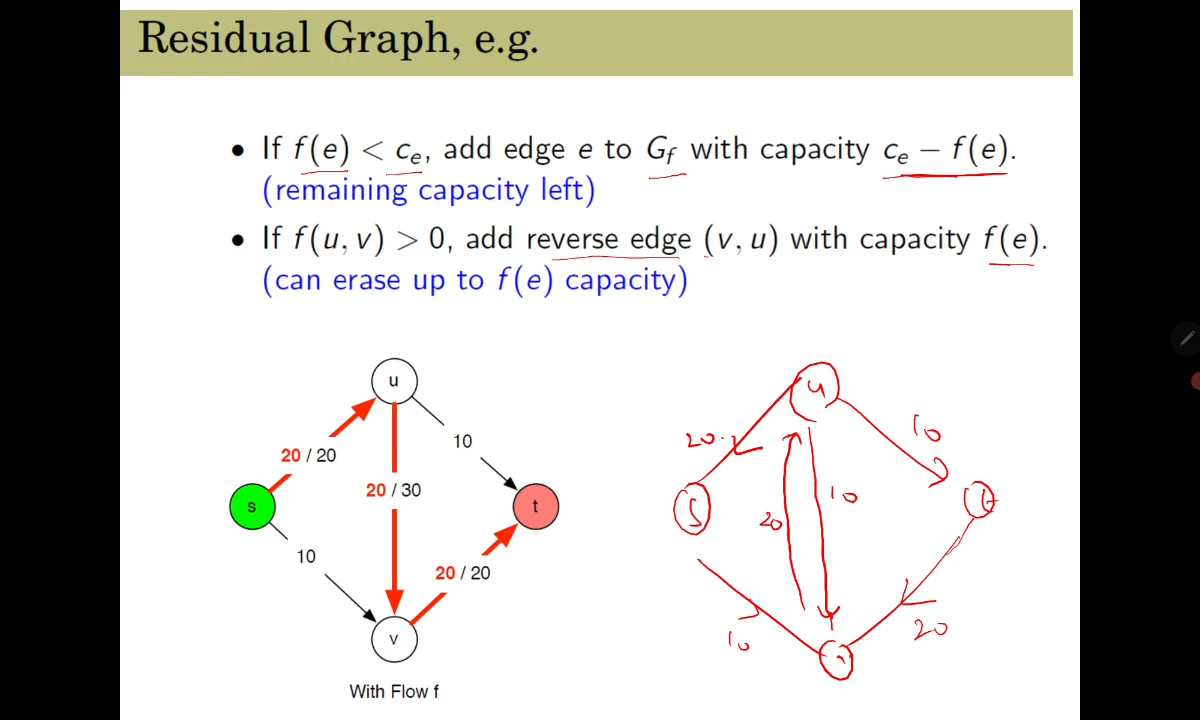 Residual Graph, e.g.
• If f(e) < cₑ, add edge e to G_f with capacity cₑ − f(e).
(remaining capacity left)
• If f(u, v) > 0, add reverse edge (v, u) with capacity f(e).
(can erase up to f(e) capacity)
u
20 / 20
10
20 / 30
s
t
10
20 / 20
v
With Flow f
u
20
10
S
20
10
t
10
20
v